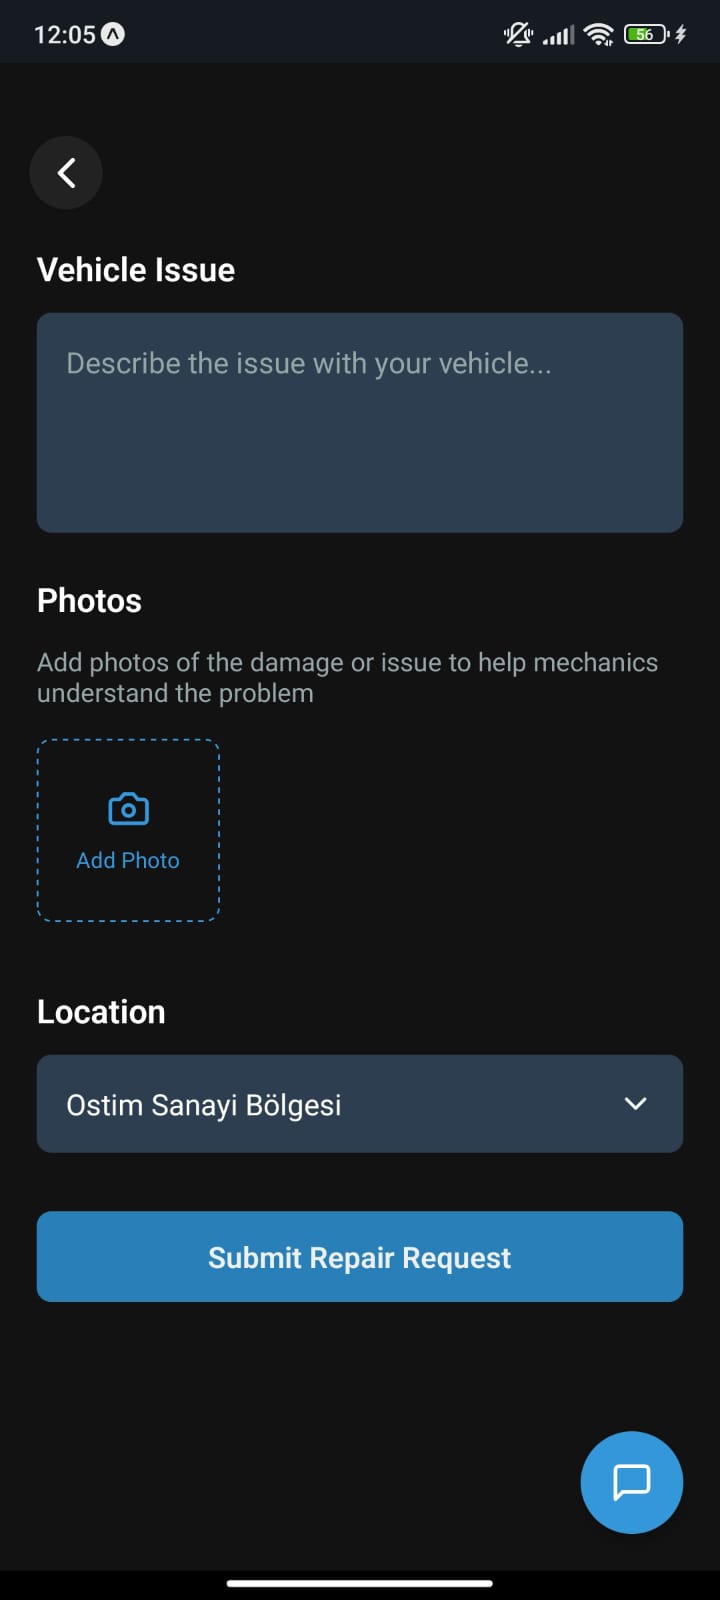 12:05
56
Vehicle Issue
Describe the issue with your vehicle...
Photos
Add photos of the damage or issue to help mechanics
understand the problem
Add Photo
Location
Ostim Sanayi Bölgesi
Submit Repair Request